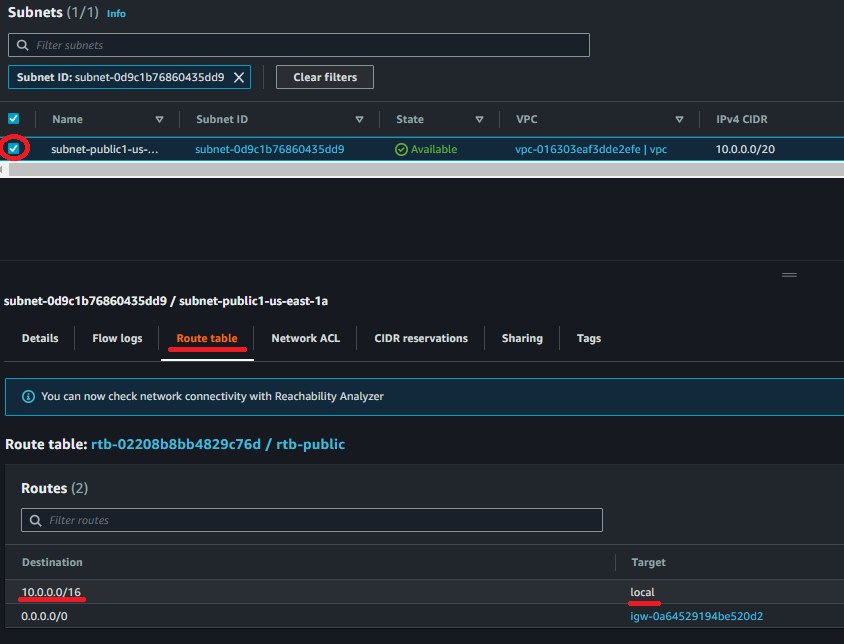 Subnets (1/1) Info
Filter subnets
Subnet ID: subnet-0d9c1b76860435dd9 Clear filters
Name Subnet ID State VPC IPv4 CIDR
subnet-public1-us-... subnet-0d9c1b76860435dd9 Available vpc-016303eaf3dde2efe | vpc 10.0.0.0/20
subnet-0d9c1b76860435dd9 / subnet-public1-us-east-1a
Details Flow logs Route table Network ACL CIDR reservations Sharing Tags
You can now check network connectivity with Reachability Analyzer
Route table: rtb-02208b8bb4829c76d / rtb-public
Routes (2)
Filter routes
Destination Target
10.0.0.0/16 local
0.0.0.0/0 igw-0a64529194be520d2